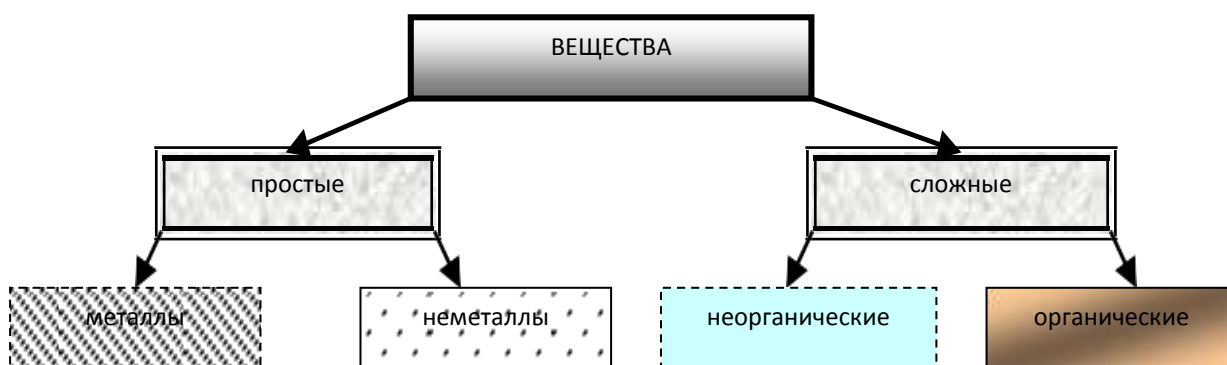 ВЕЩЕСТВА
простые
сложные
металлы
неметаллы
неорганические
органические